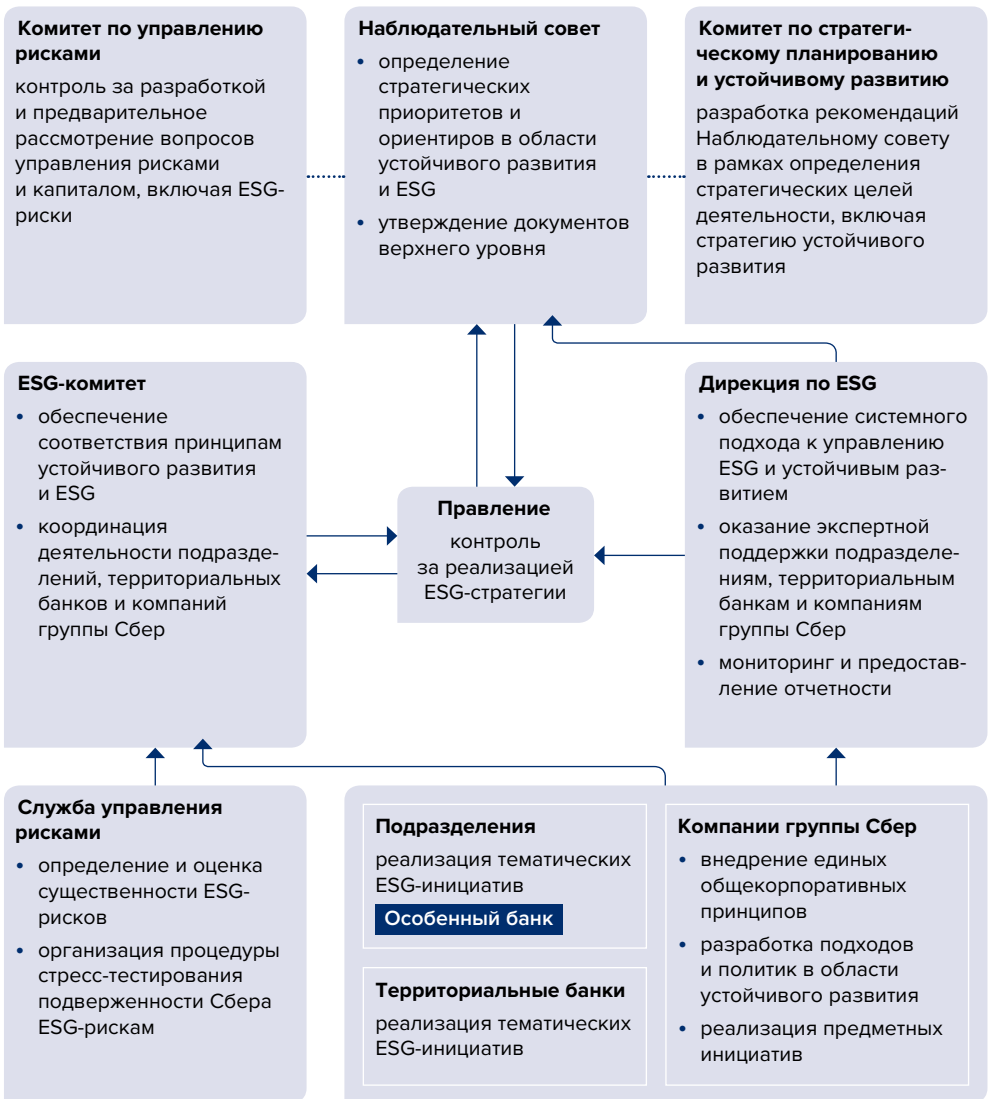 Комитет по управлению
рисками
контроль за разработкой
и предварительное
рассмотрение вопросов
управления рисками
и капиталом, включая ESG-
риски
Наблюдательный совет
• определение
стратегических
приоритетов и
ориентиров в области
устойчивого развития
и ESG
• утверждение документов
верхнего уровня
Комитет по стратеги-
ческому планированию
и устойчивому развитию
разработка рекомендаций
Наблюдательному совету
в рамках определения
стратегических целей
деятельности, включая
стратегию устойчивого
развития
ESG-комитет
• обеспечение
соответствия принципам
устойчивого развития
и ESG
• координация
деятельности подразде-
лений, территориальных
банков и компаний
группы Сбер
Правление
контроль
за реализацией
ESG-стратегии
Дирекция по ESG
• обеспечение системного
подхода к управлению
ESG и устойчивым раз-
витием
• оказание экспертной
поддержки подразделе-
ниям, территориальным
банкам и компаниям
группы Сбер
• мониторинг и предостав-
ление отчетности
Служба управления
рисками
• определение и оценка
существенности ESG-
рисков
• организация процедуры
стресс-тестирования
подверженности Сбера
ESG-рискам
Подразделения
реализация тематических
ESG-инициатив
Особенный банк
Территориальные банки
реализация тематических
ESG-инициатив
Компании группы Сбер
• внедрение единых
общекорпоративных
принципов
• разработка подходов
и политик в области
устойчивого развития
• реализация предметных
инициатив